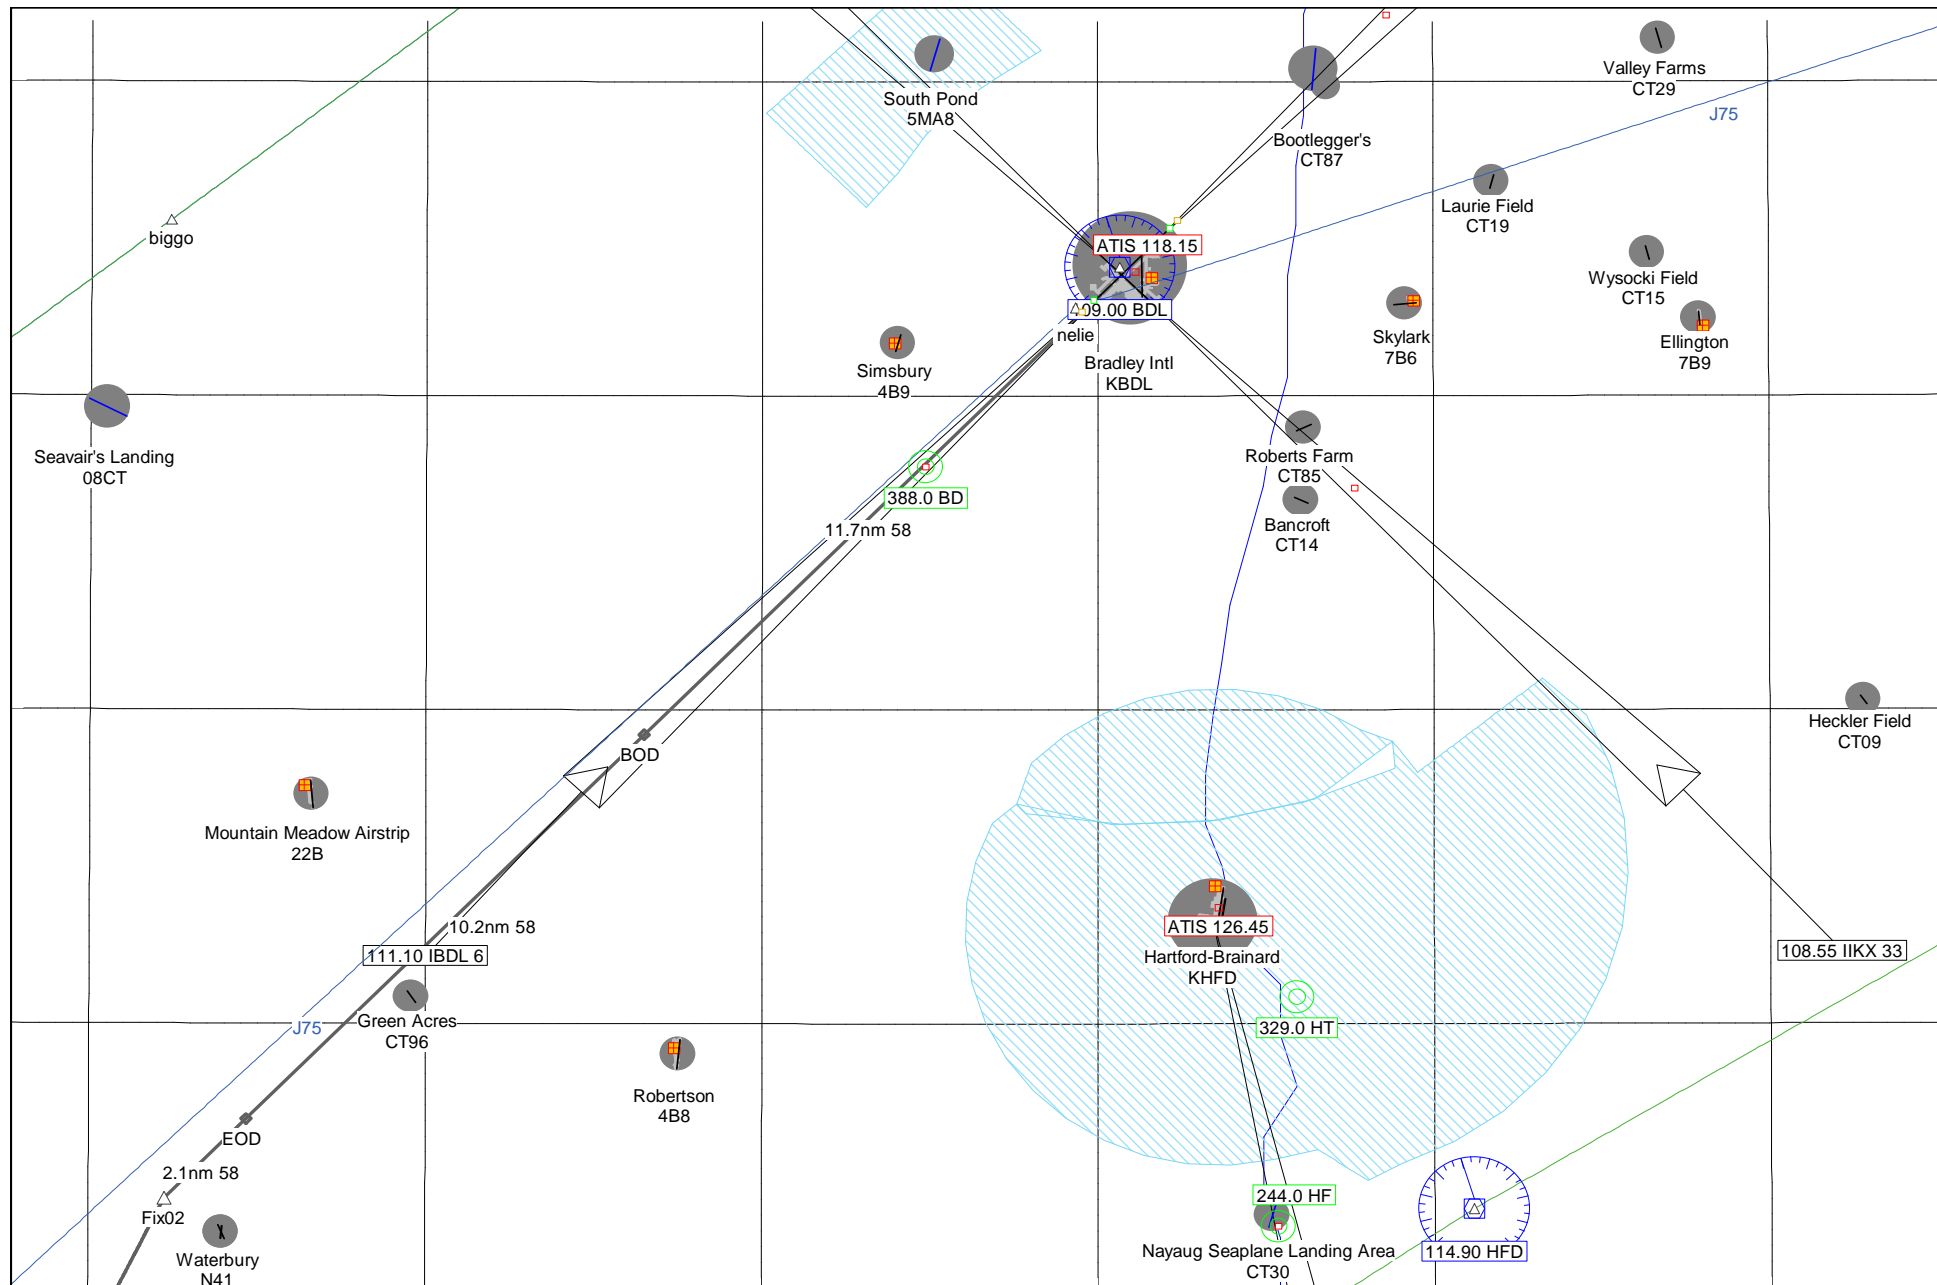 South Pond
5MA8
Bootlegger's
CT87
Valley Farms
CT29
J75
Laurie Field
CT19
biggo
ATIS 118.15
Wysocki Field
CT15
09.00 BDL
nelie
Bradley Intl
KBDL
Skylark
7B6
Ellington
7B9
Simsbury
4B9
Seavair's Landing
08CT
Roberts Farm
CT85
388.0 BD
Bancroft
CT14
11.7nm 58
Heckler Field
CT09
BOD
Mountain Meadow Airstrip
22B
10.2nm 58
111.10 IBDL 6
ATIS 126.45
Hartford-Brainard
KHFD
108.55 IIKX 33
Green Acres
CT96
J75
329.0 HT
Robertson
4B8
EOD
2.1nm 58
Fix02
244.0 HF
Waterbury
N41
Nayaug Seaplane Landing Area
CT30
114.90 HFD